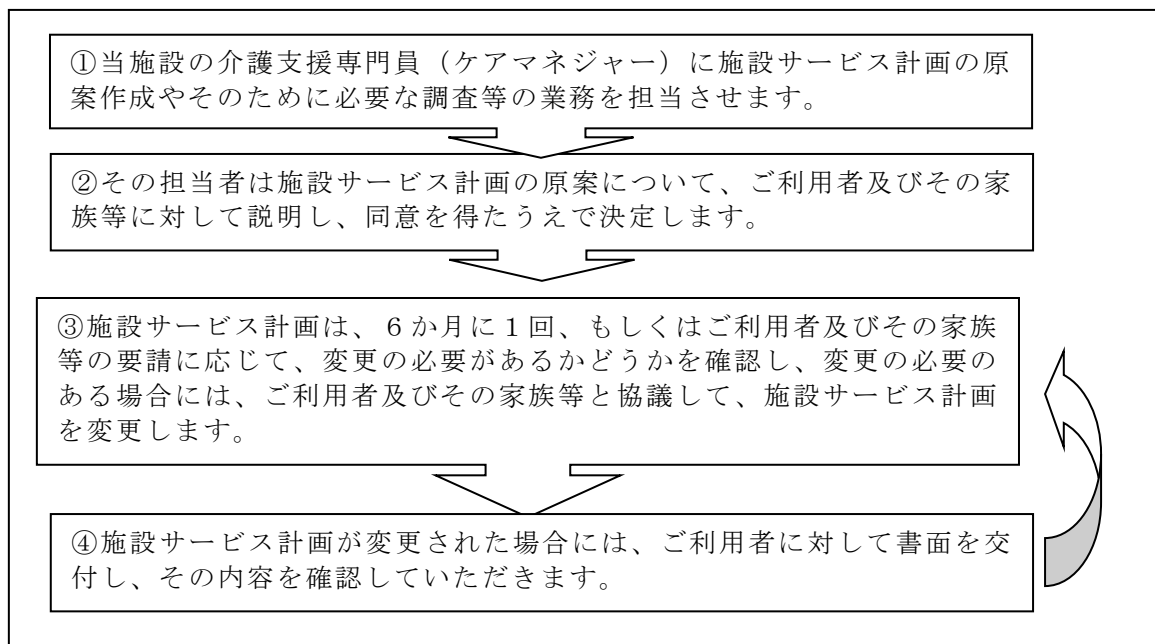 ①当施設の介護支援専門員（ケアマネジャー）に施設サービス計画の原
案作成やそのために必要な調査等の業務を担当させます。
②その担当者は施設サービス計画の原案について、ご利用者及びその家
族等に対して説明し、同意を得たうえで決定します。
③施設サービス計画は、６か月に１回、もしくはご利用者及びその家族
等の要請に応じて、変更の必要があるかどうかを確認し、変更の必要の
ある場合には、ご利用者及びその家族等と協議して、施設サービス計画
を変更します。
④施設サービス計画が変更された場合には、ご利用者に対して書面を交
付し、その内容を確認していただきます。